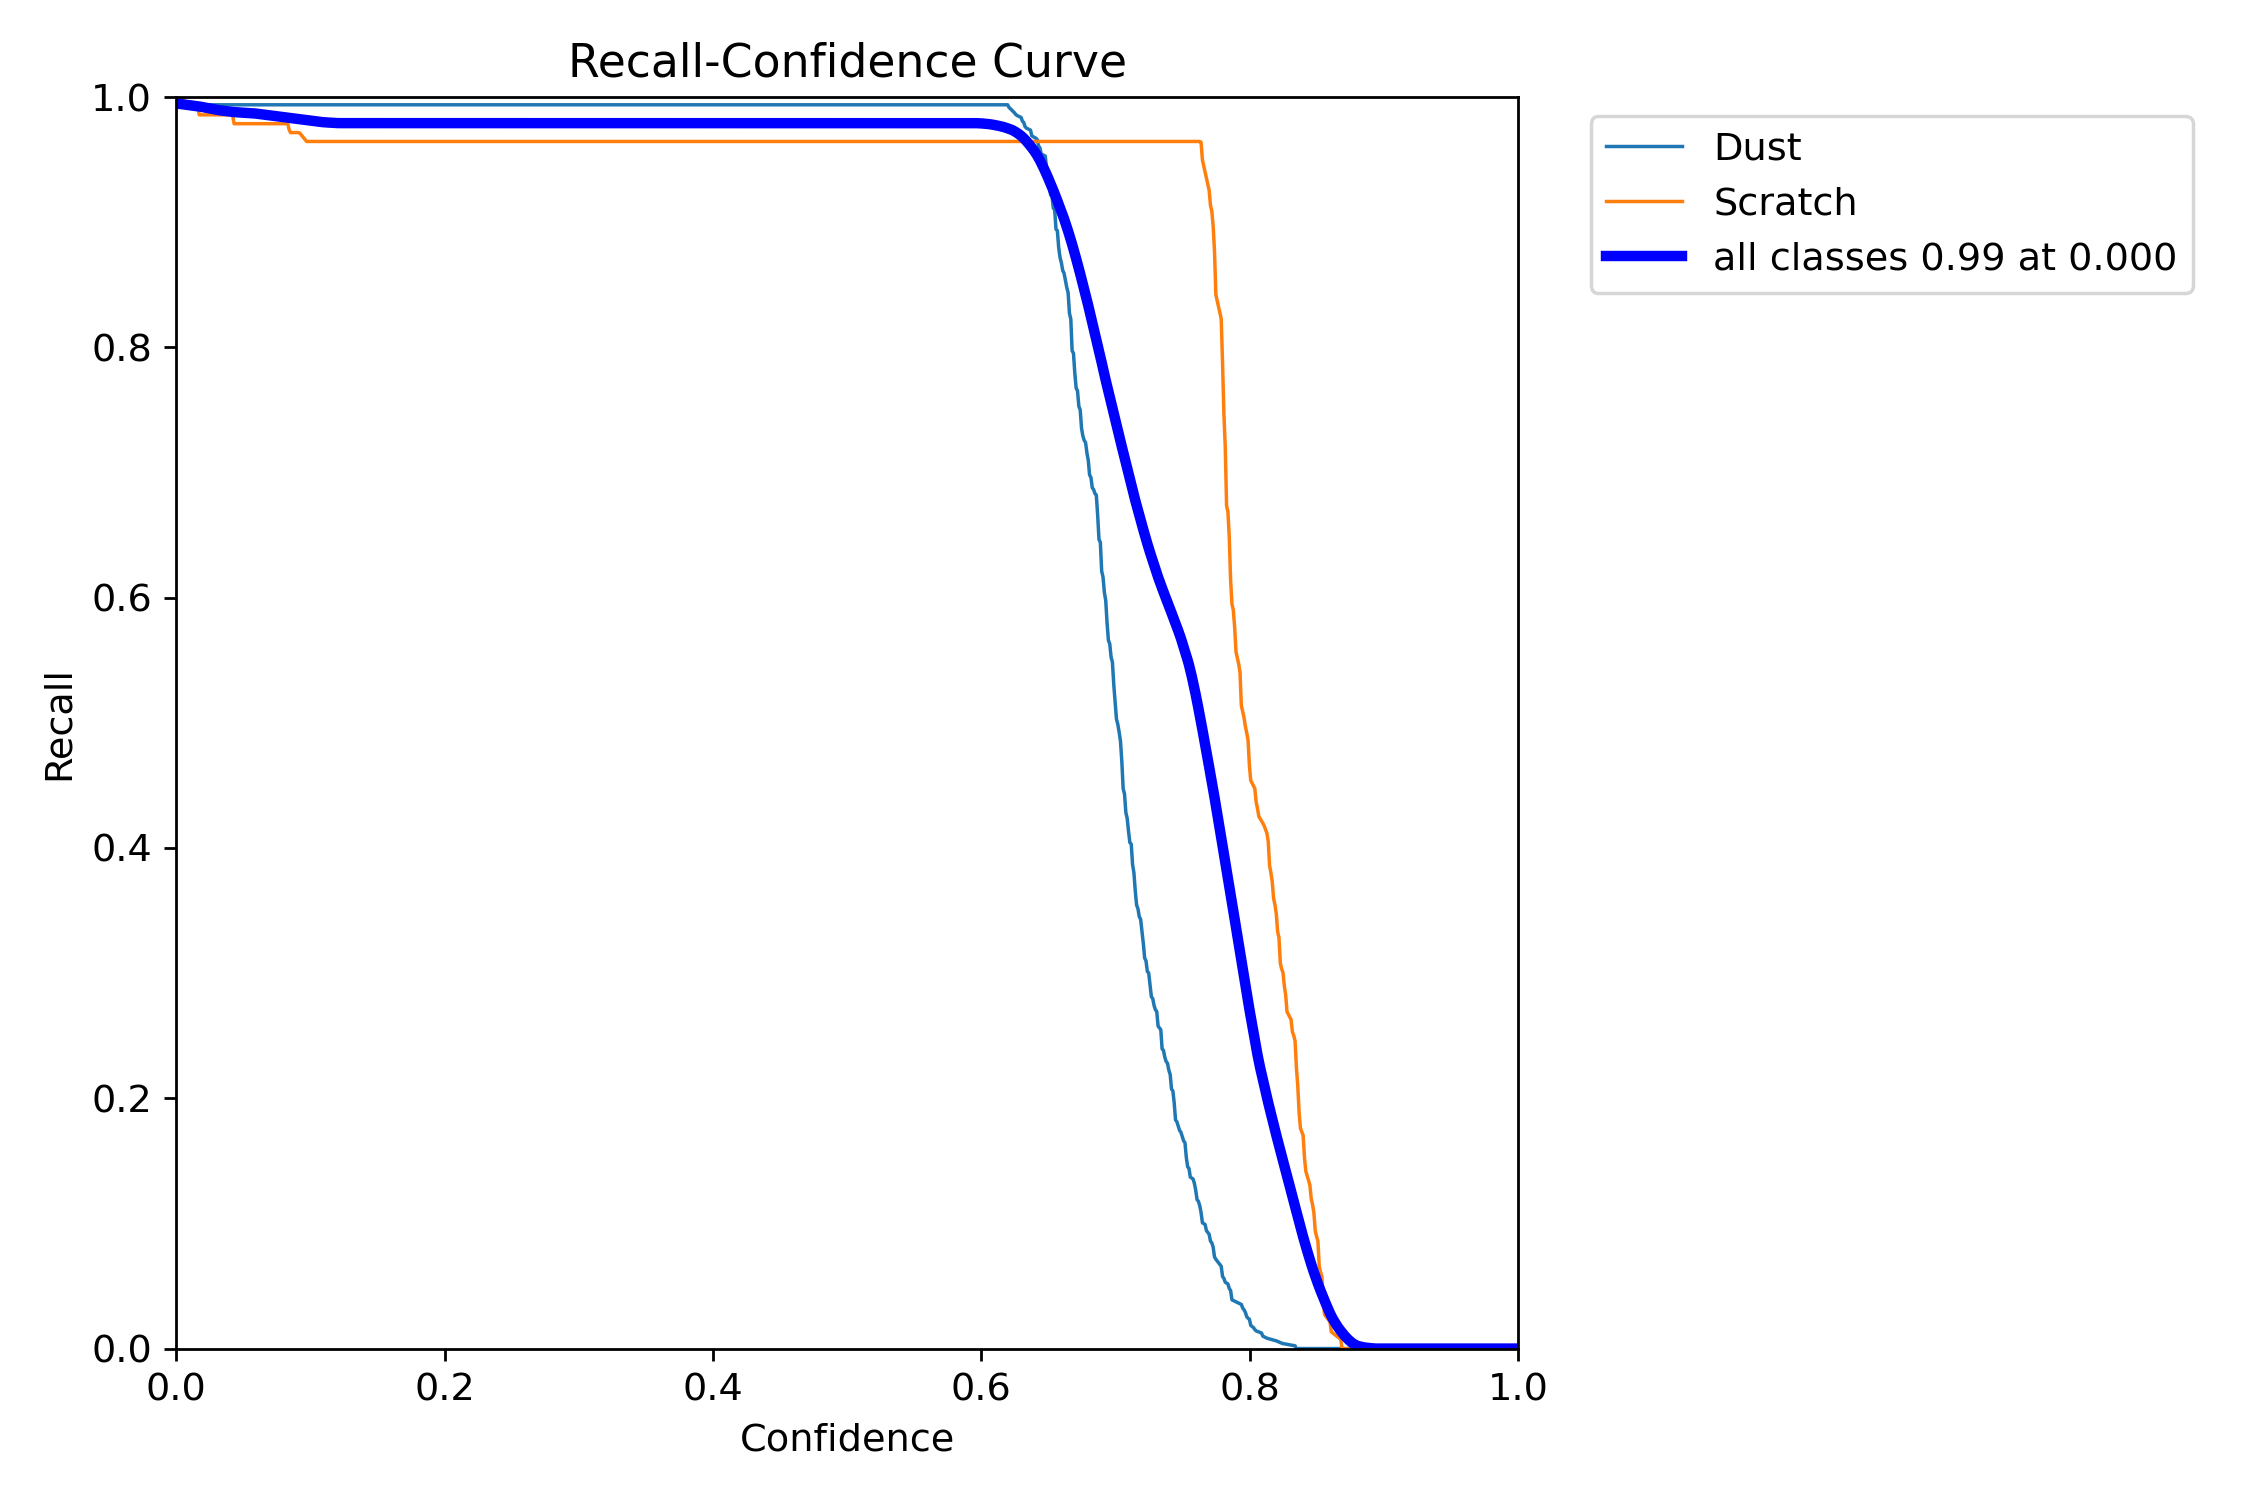 Recall-Confidence Curve
1.0
0.8
0.6
0.4
0.2
0.0
Recall
0.0 0.2 0.4 0.6 0.8 1.0
Confidence
Dust
Scratch
all classes 0.99 at 0.000